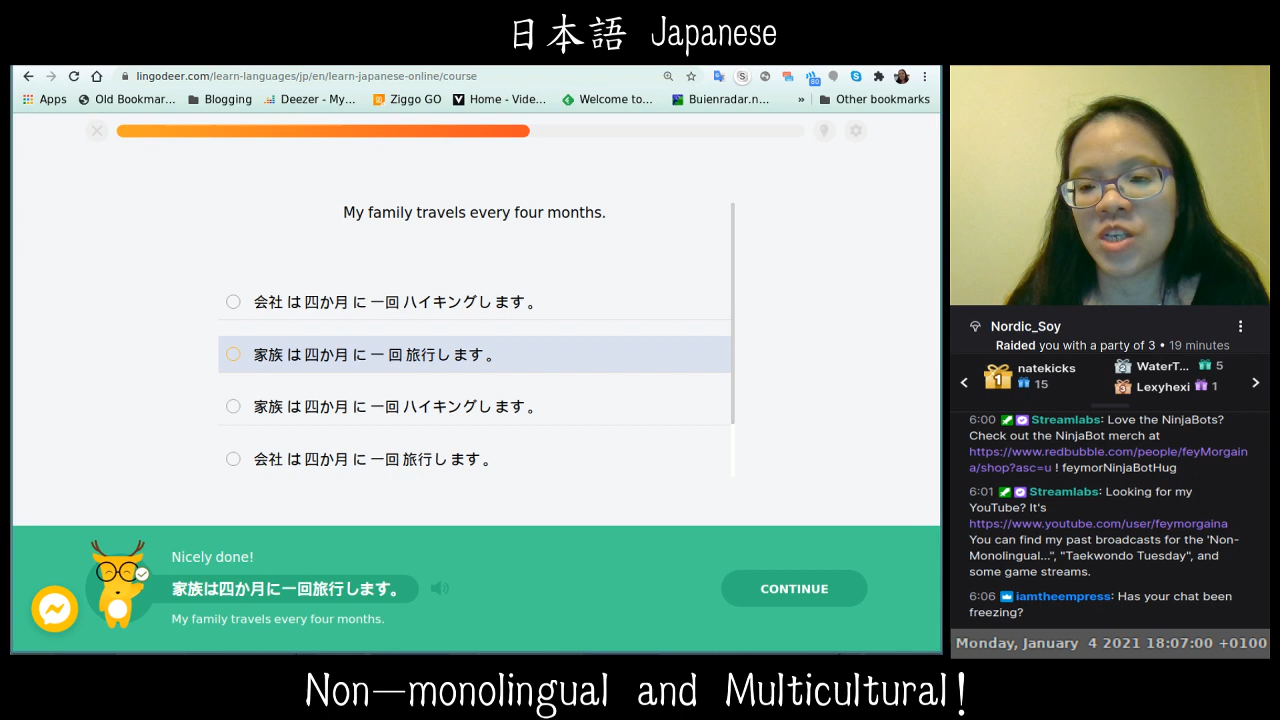 日本語 Japanese
lingodeer.com/learn-languages/jp/en/learn-japanese-online/course
Apps
Old Bookmar...
Blogging
Deezer - My...
Ziggo GO
Home - Vide...
Welcome to...
Buienradar.n...
»
Other bookmarks
80
My family travels every four months.
会社 は 四か月 に 一回 ハイキングし ます 。
家族 は 四か月 に 一 回 旅行し ます 。
家族 は 四か月 に 一回 ハイキングし ます 。
会社 は 四か月 に 一回 旅行し ます 。
Nicely done!
家族は四か月に一回旅行します。
My family travels every four months.
CONTINUE
Nordic_Soy
Raided you with a party of 3 • 19 minutes
1 natekicks
15
2 WaterT... 5
3 Lexyhexi 1
6:00 Streamlabs: Love the NinjaBots?
Check out the NinjaBot merch at
https://www.redbubble.com/people/feyMorgain
a/shop?asc=u ! feymorNinjaBotHug
6:01 Streamlabs: Looking for my
YouTube? It's
https://www.youtube.com/user/feymorgaina
You can find my past broadcasts for the 'Non-
Monolingual...", "Taekwondo Tuesday", and
some game streams.
6:06 iamtheempress: Has your chat been
freezing?
Monday, January 4 2021 18:07:00 +0100
Non-monolingual and Multicultural!